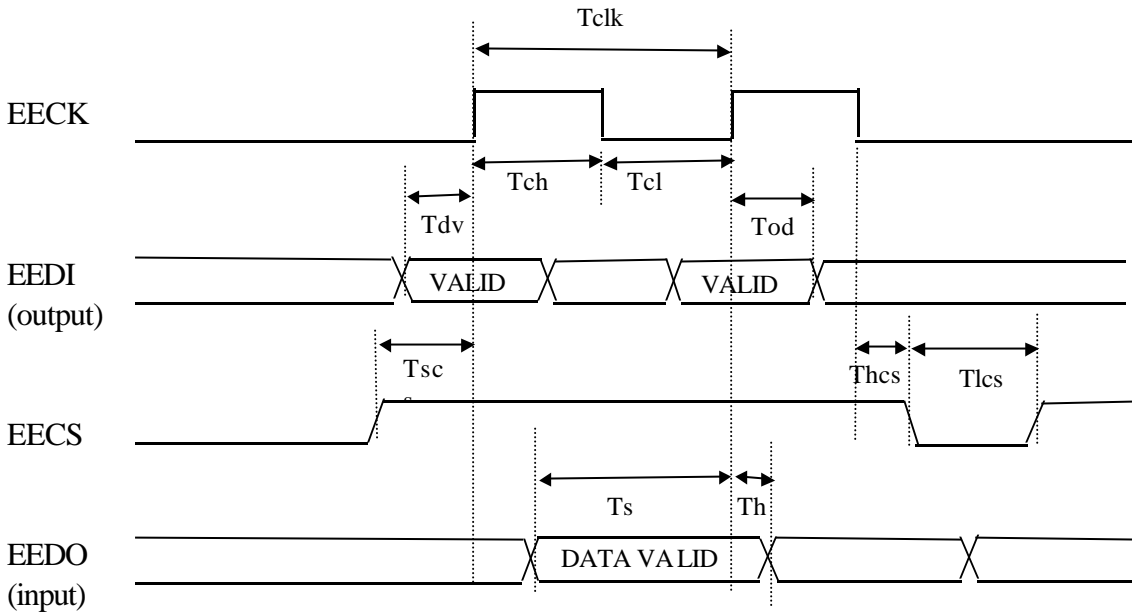 Tclk
EECK
Tch
Tcl
Tdv
Tod
EEDI
(output)
VALID
VALID
Tsc
Thcs
Tlcs
s
EECS
Ts
Th
EEDO
(input)
DATA VALID